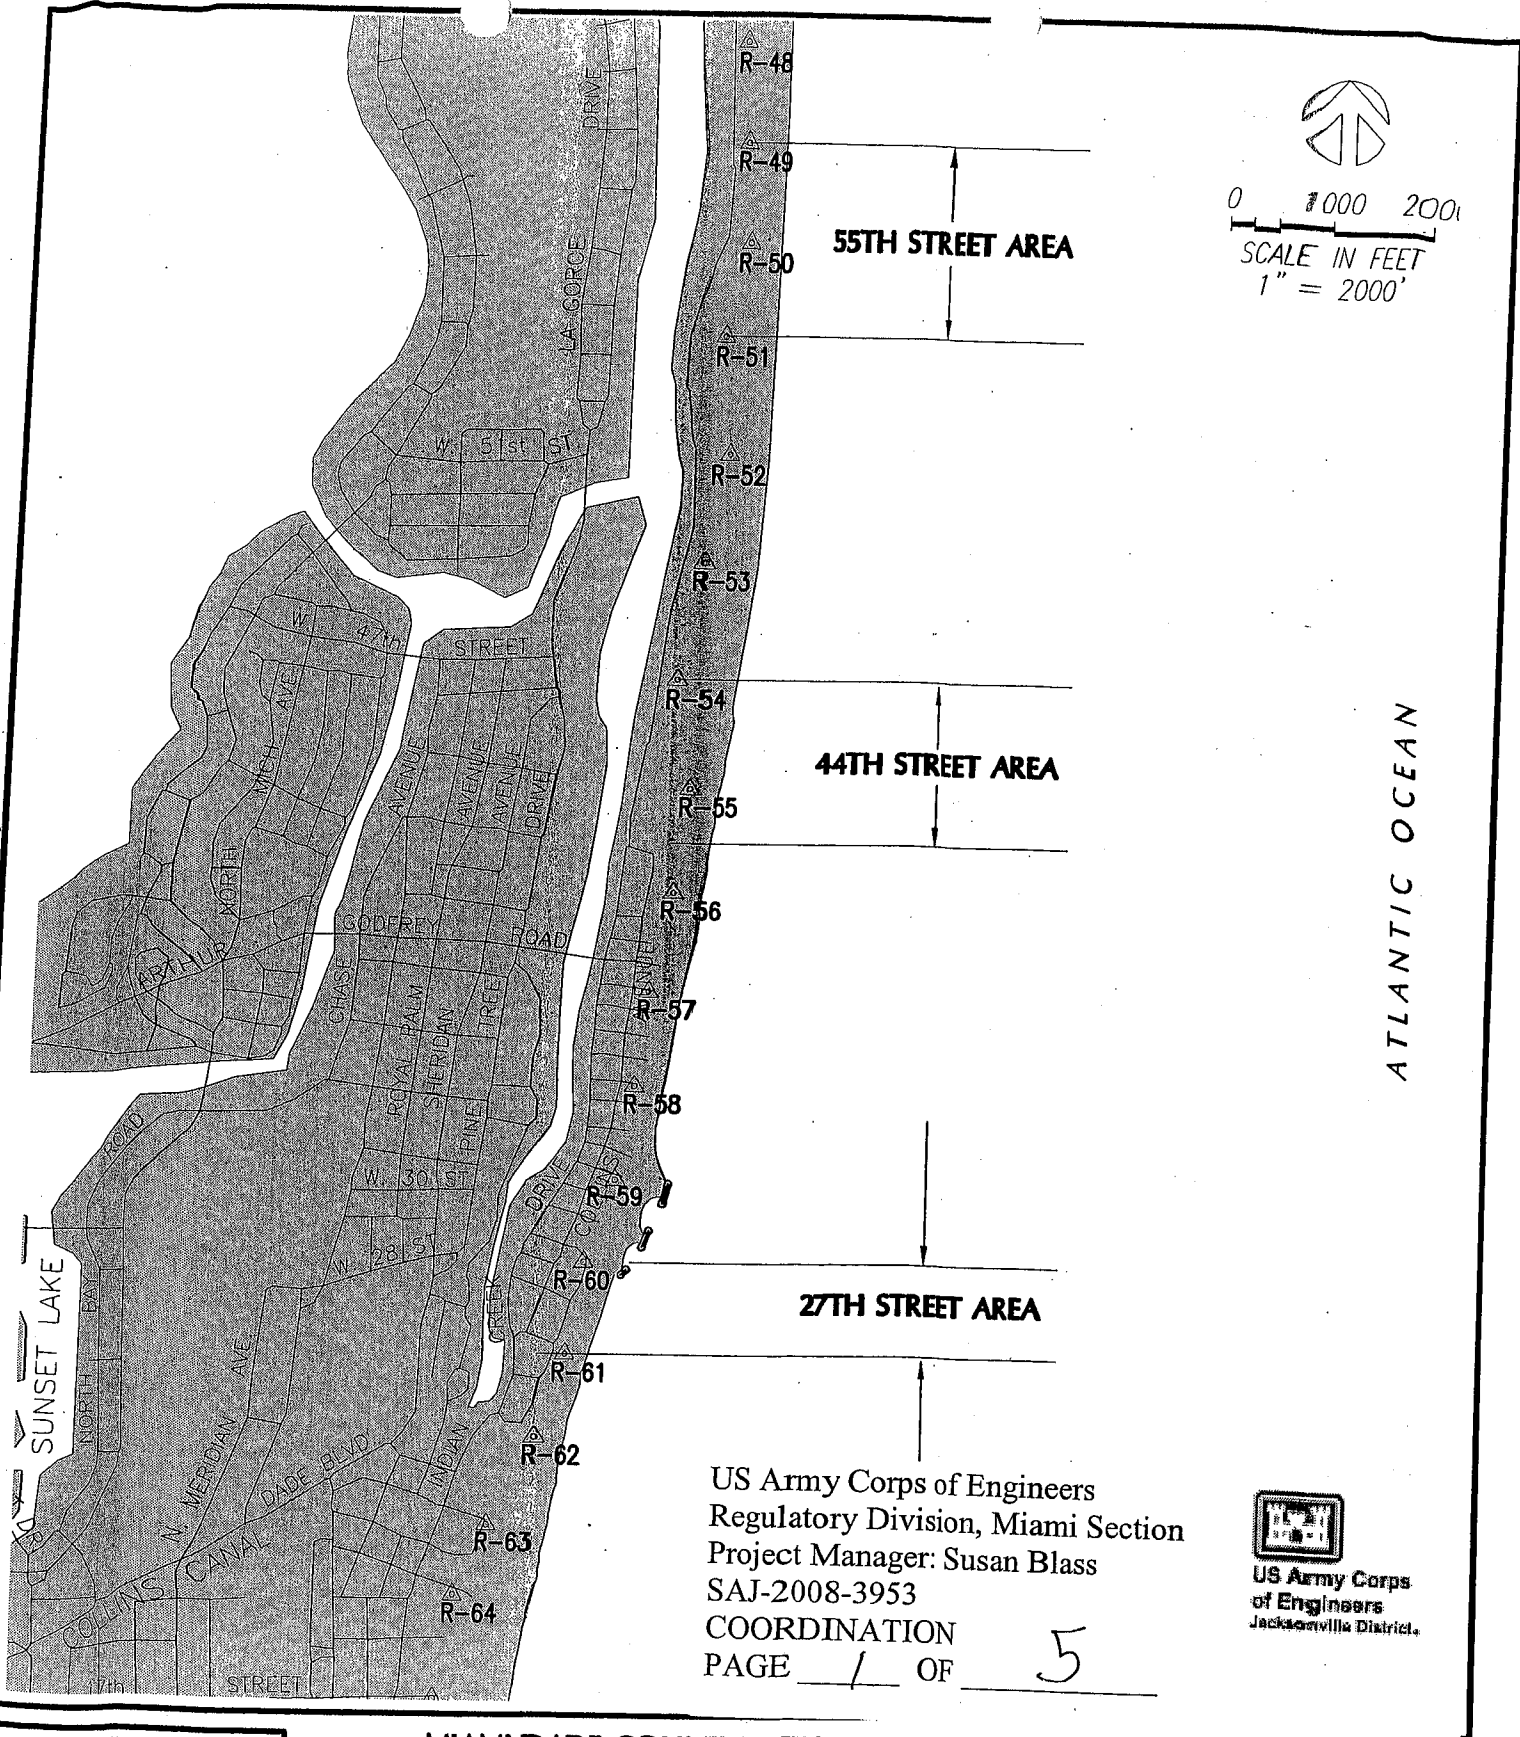 R-48
DRIVE
R-49
0 1000 200
SCALE IN FEET
1" = 2000'
55TH STREET AREA
R-50
LA GORCE
R-51
W 51st ST.
R-52
R-53
W 47th STREET
R-54
44TH STREET AREA
AVE
MICH
NORTH
AVENUE
AVENUE
AVENUE
DRIVE
R-55
ATLANTIC OCEAN
R-56
GODFREY ROAD
ARTHUR
CHASE
ROYAL PALM
SHERIDAN
PINE TREE
R-57
R-58
ROAD
W. 30 ST
DRIVE
COLLINS
R-59
W 28 ST
R-60
CREEK
27TH STREET AREA
SUNSET LAKE
NORTH BAY
N. MERIDIAN AVE.
R-61
R-62
DADE BLVD
INDIAN
R-63
COLLINS CANAL
R-64
17th STREET
US Army Corps of Engineers
Regulatory Division, Miami Section
Project Manager: Susan Blass
SAJ-2008-3953
COORDINATION
PAGE 1 OF 5
US Army Corps
of Engineers
Jacksonville District